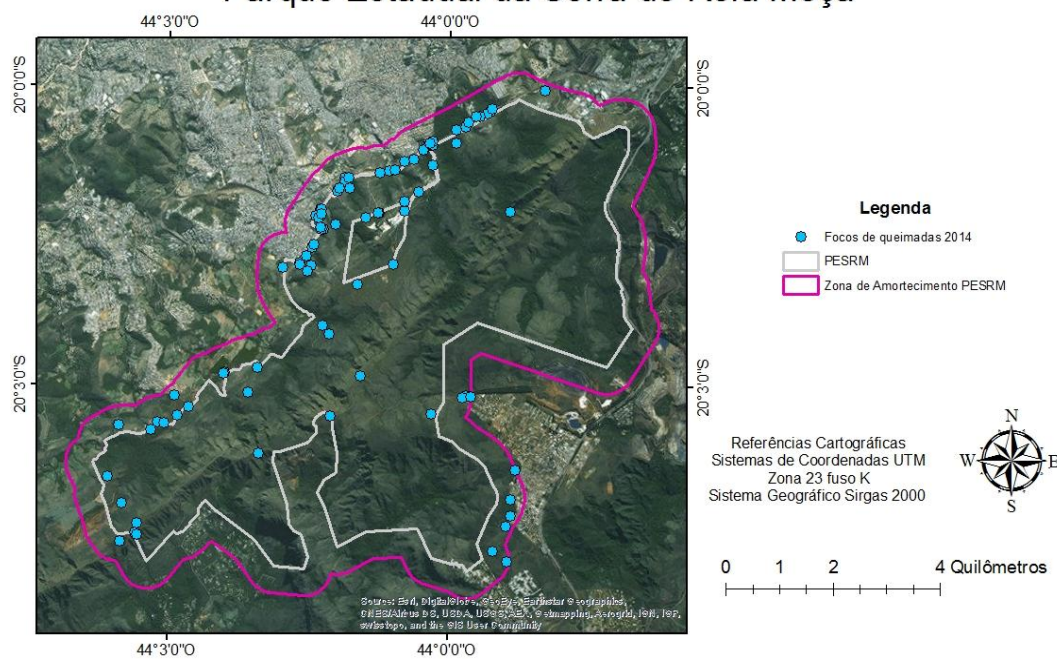 Parque Estadual da Serra do Rola Moça
44°3'0"O
44°0'0"O
20°0'0"S
20°0'0"S
Legenda
Focos de queimadas 2014
PESRM
Zona de Amortecimento PESRM
20°3'0"S
20°3'0"S
Referências Cartográficas
Sistemas de Coordenadas UTM
Zona 23 fuso K
Sistema Geográfico Sirgas 2000
N
W
E
S
0 1 2 4 Quilômetros
Source: Esri, DigitalGlobe, GeoEye, Earthstar Geographics,
CNES/Airbus DS, USDA, USGS, AEX, Getmapping, Aerogrid, IGN, IGP,
swisstopo, and the GIS User Community
44°3'0"O
44°0'0"O